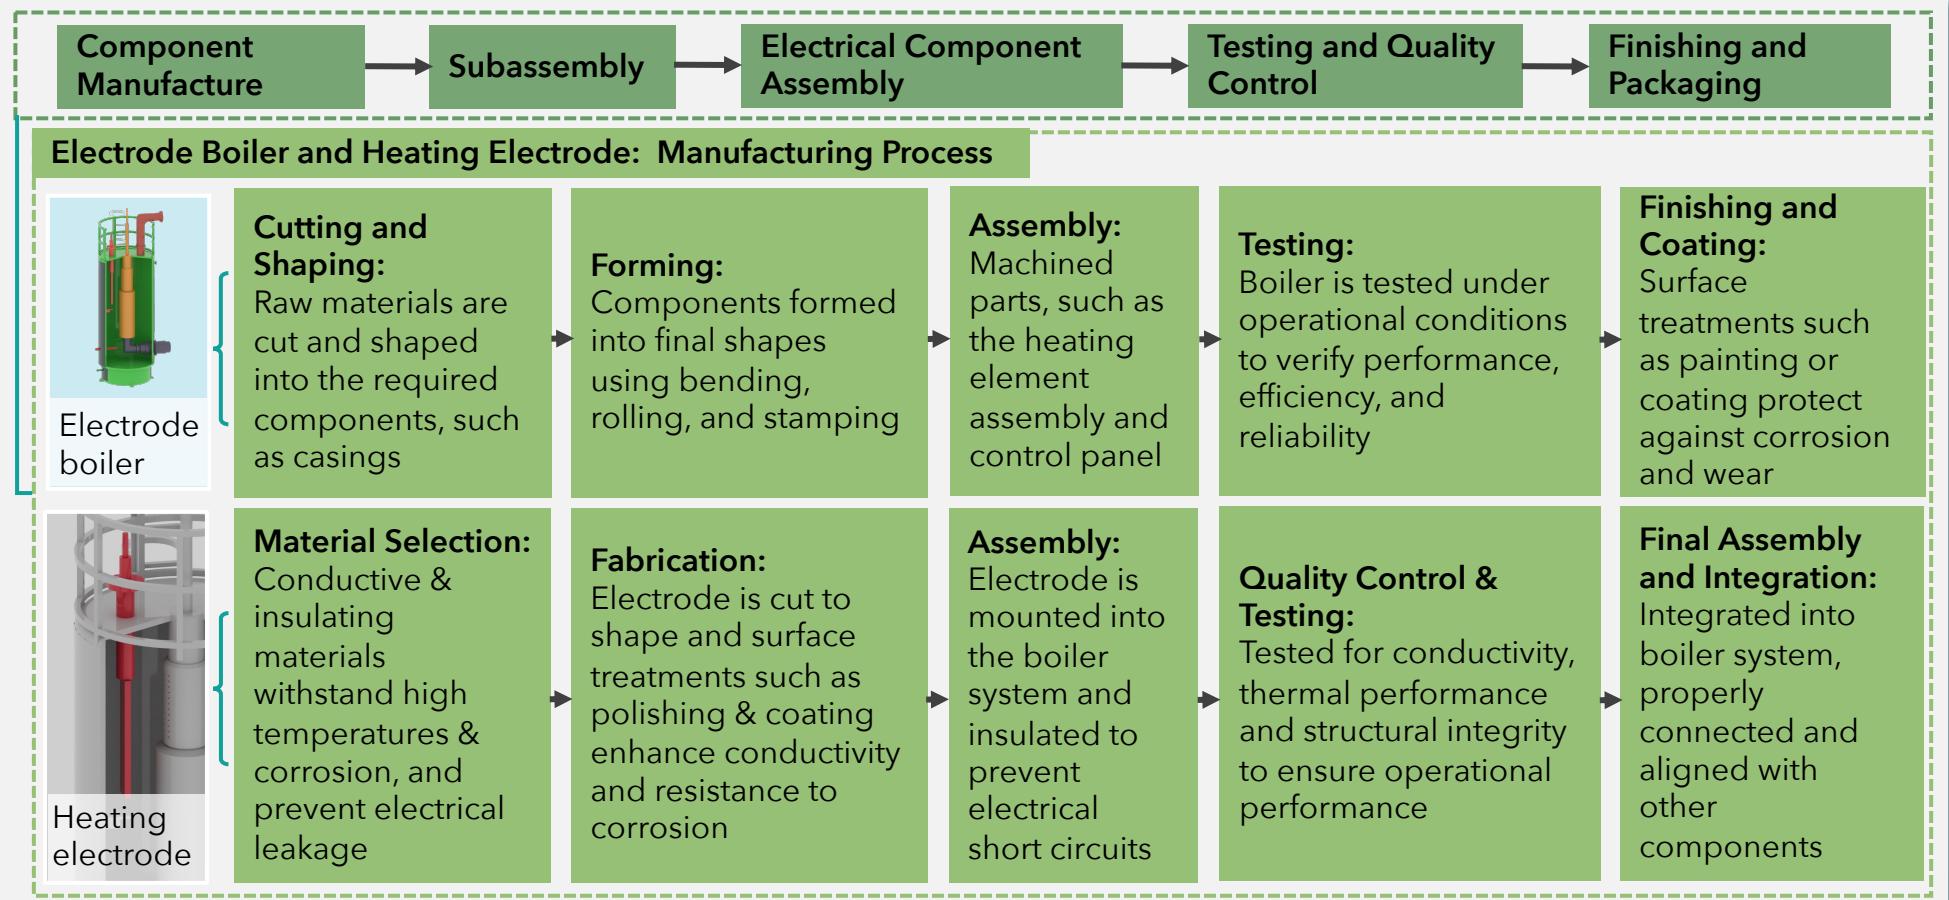 Component
Manufacture
Subassembly
Electrical Component
Assembly
Testing and Quality
Control
Finishing and
Packaging
Electrode Boiler and Heating Electrode:  Manufacturing Process
Electrode
boiler
Cutting and
Shaping:
Raw materials are
cut and shaped
into the required
components, such
as casings
Forming:
Components formed
into final shapes
using bending,
rolling, and stamping
Assembly:
Machined
parts, such as
the heating
element
assembly and
control panel
Testing:
Boiler is tested under
operational conditions
to verify performance,
efficiency, and
reliability
Finishing and
Coating:
Surface
treatments such
as painting or
coating protect
against corrosion
and wear
Heating
electrode
Material Selection:
Conductive &
insulating
materials
withstand high
temperatures &
corrosion, and
prevent electrical
leakage
Fabrication:
Electrode is cut to
shape and surface
treatments such as
polishing & coating
enhance conductivity
and resistance to
corrosion
Assembly:
Electrode is
mounted into
the boiler
system and
insulated to
prevent
electrical
short circuits
Quality Control &
Testing:
Tested for conductivity,
thermal performance
and structural integrity
to ensure operational
performance
Final Assembly
and Integration:
Integrated into
boiler system,
properly
connected and
aligned with
other
components